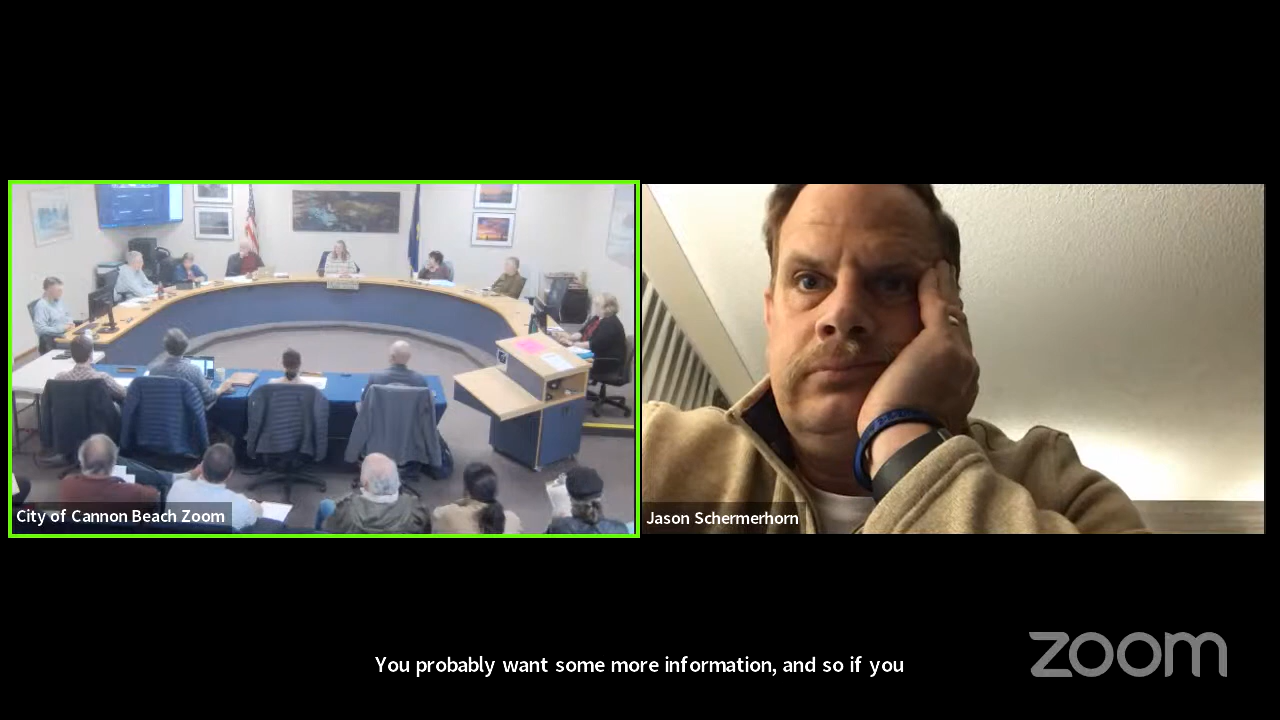 City of Cannon Beach Zoom
Jason Schermerhorn
You probably want some more information, and so if you
zoom